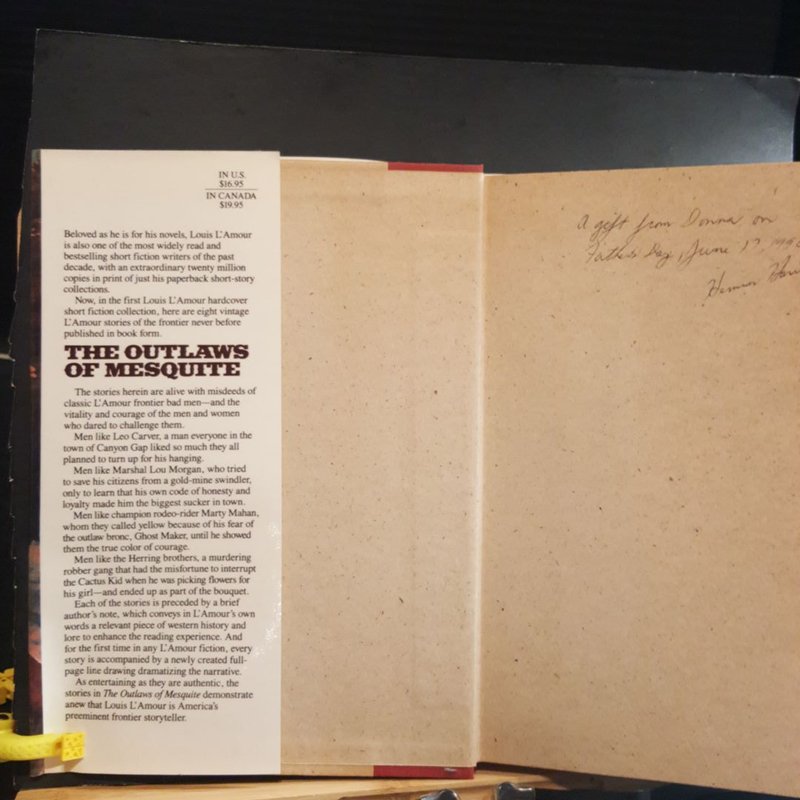 IN U.S.
$16.95
IN CANADA
$19.95
Beloved as he is for his novels, Louis L'Amour
is also one of the most widely read and
bestselling short fiction writers of the past
decade, with an extraordinary twenty million
copies in print of just his paperback short-story
collections.
Now, in the first Louis L'Amour hardcover
short fiction collection, here are eight vintage
L'Amour stories of the frontier never before
published in book form.
THE OUTLAWS
OF MESQUITE
The stories herein are alive with misdeeds of
classic L'Amour frontier bad men—and the
vitality and courage of the men and women
who dared to challenge them.
Men like Leo Carver, a man everyone in the
town of Canyon Gap liked so much they all
planned to turn up for his hanging.
Men like Marshal Lou Morgan, who tried
to save his citizens from a gold-mine swindler,
only to learn that his own code of honesty and
loyalty made him the biggest sucker in town.
Men like champion rodeo-rider Marty Mahan,
whom they called yellow because of his fear of
the outlaw bronc, Ghost Maker, until he showed
them the true color of courage.
Men like the Herring brothers, a murdering
robber gang that had the misfortune to interrupt
the Cactus Kid when he was picking flowers for
his girl—and ended up as part of the bouquet.
Each of the stories is preceded by a brief
author's note, which conveys in L'Amour's own
words a relevant piece of western history and
lore to enhance the reading experience. And
for the first time in any L'Amour fiction, every
story is accompanied by a newly created full-
page line drawing dramatizing the narrative.
As entertaining as they are authentic, the
stories in The Outlaws of Mesquite demonstrate
anew that Louis L'Amour is America's
preeminent frontier storyteller.
A gift from Donna on
Fathers Day, June 17,